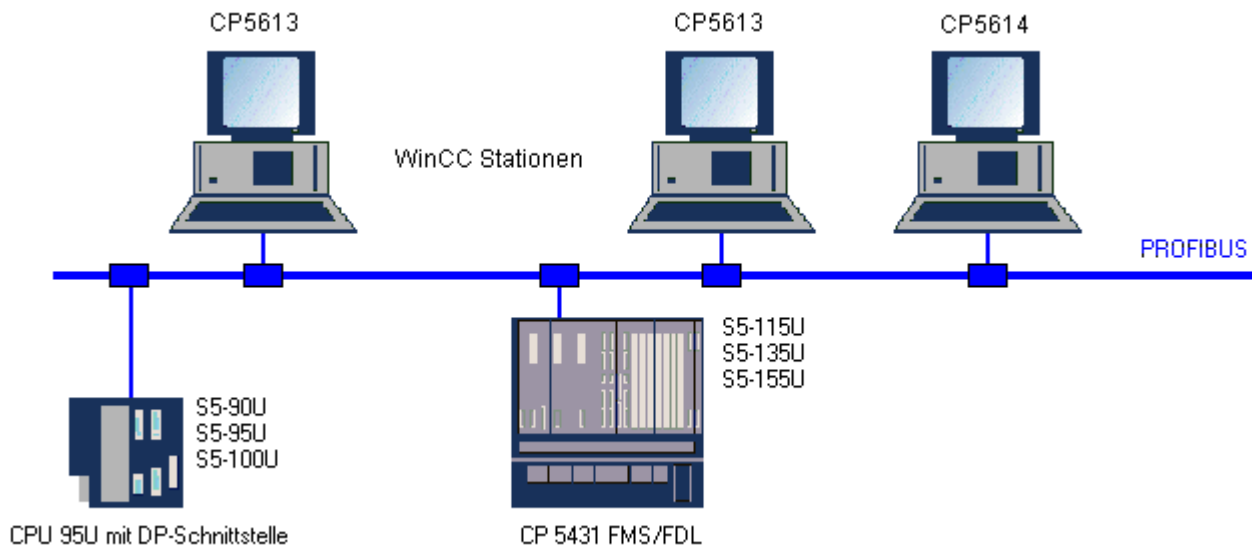 CP5613
CP5613
CP5614
WinCC Stationen
PROFIBUS
S5-115U
S5-135U
S5-155U
S5-90U
S5-95U
S5-100U
CPU 95U mit DP-Schnittstelle
CP 5431 FMS/FDL